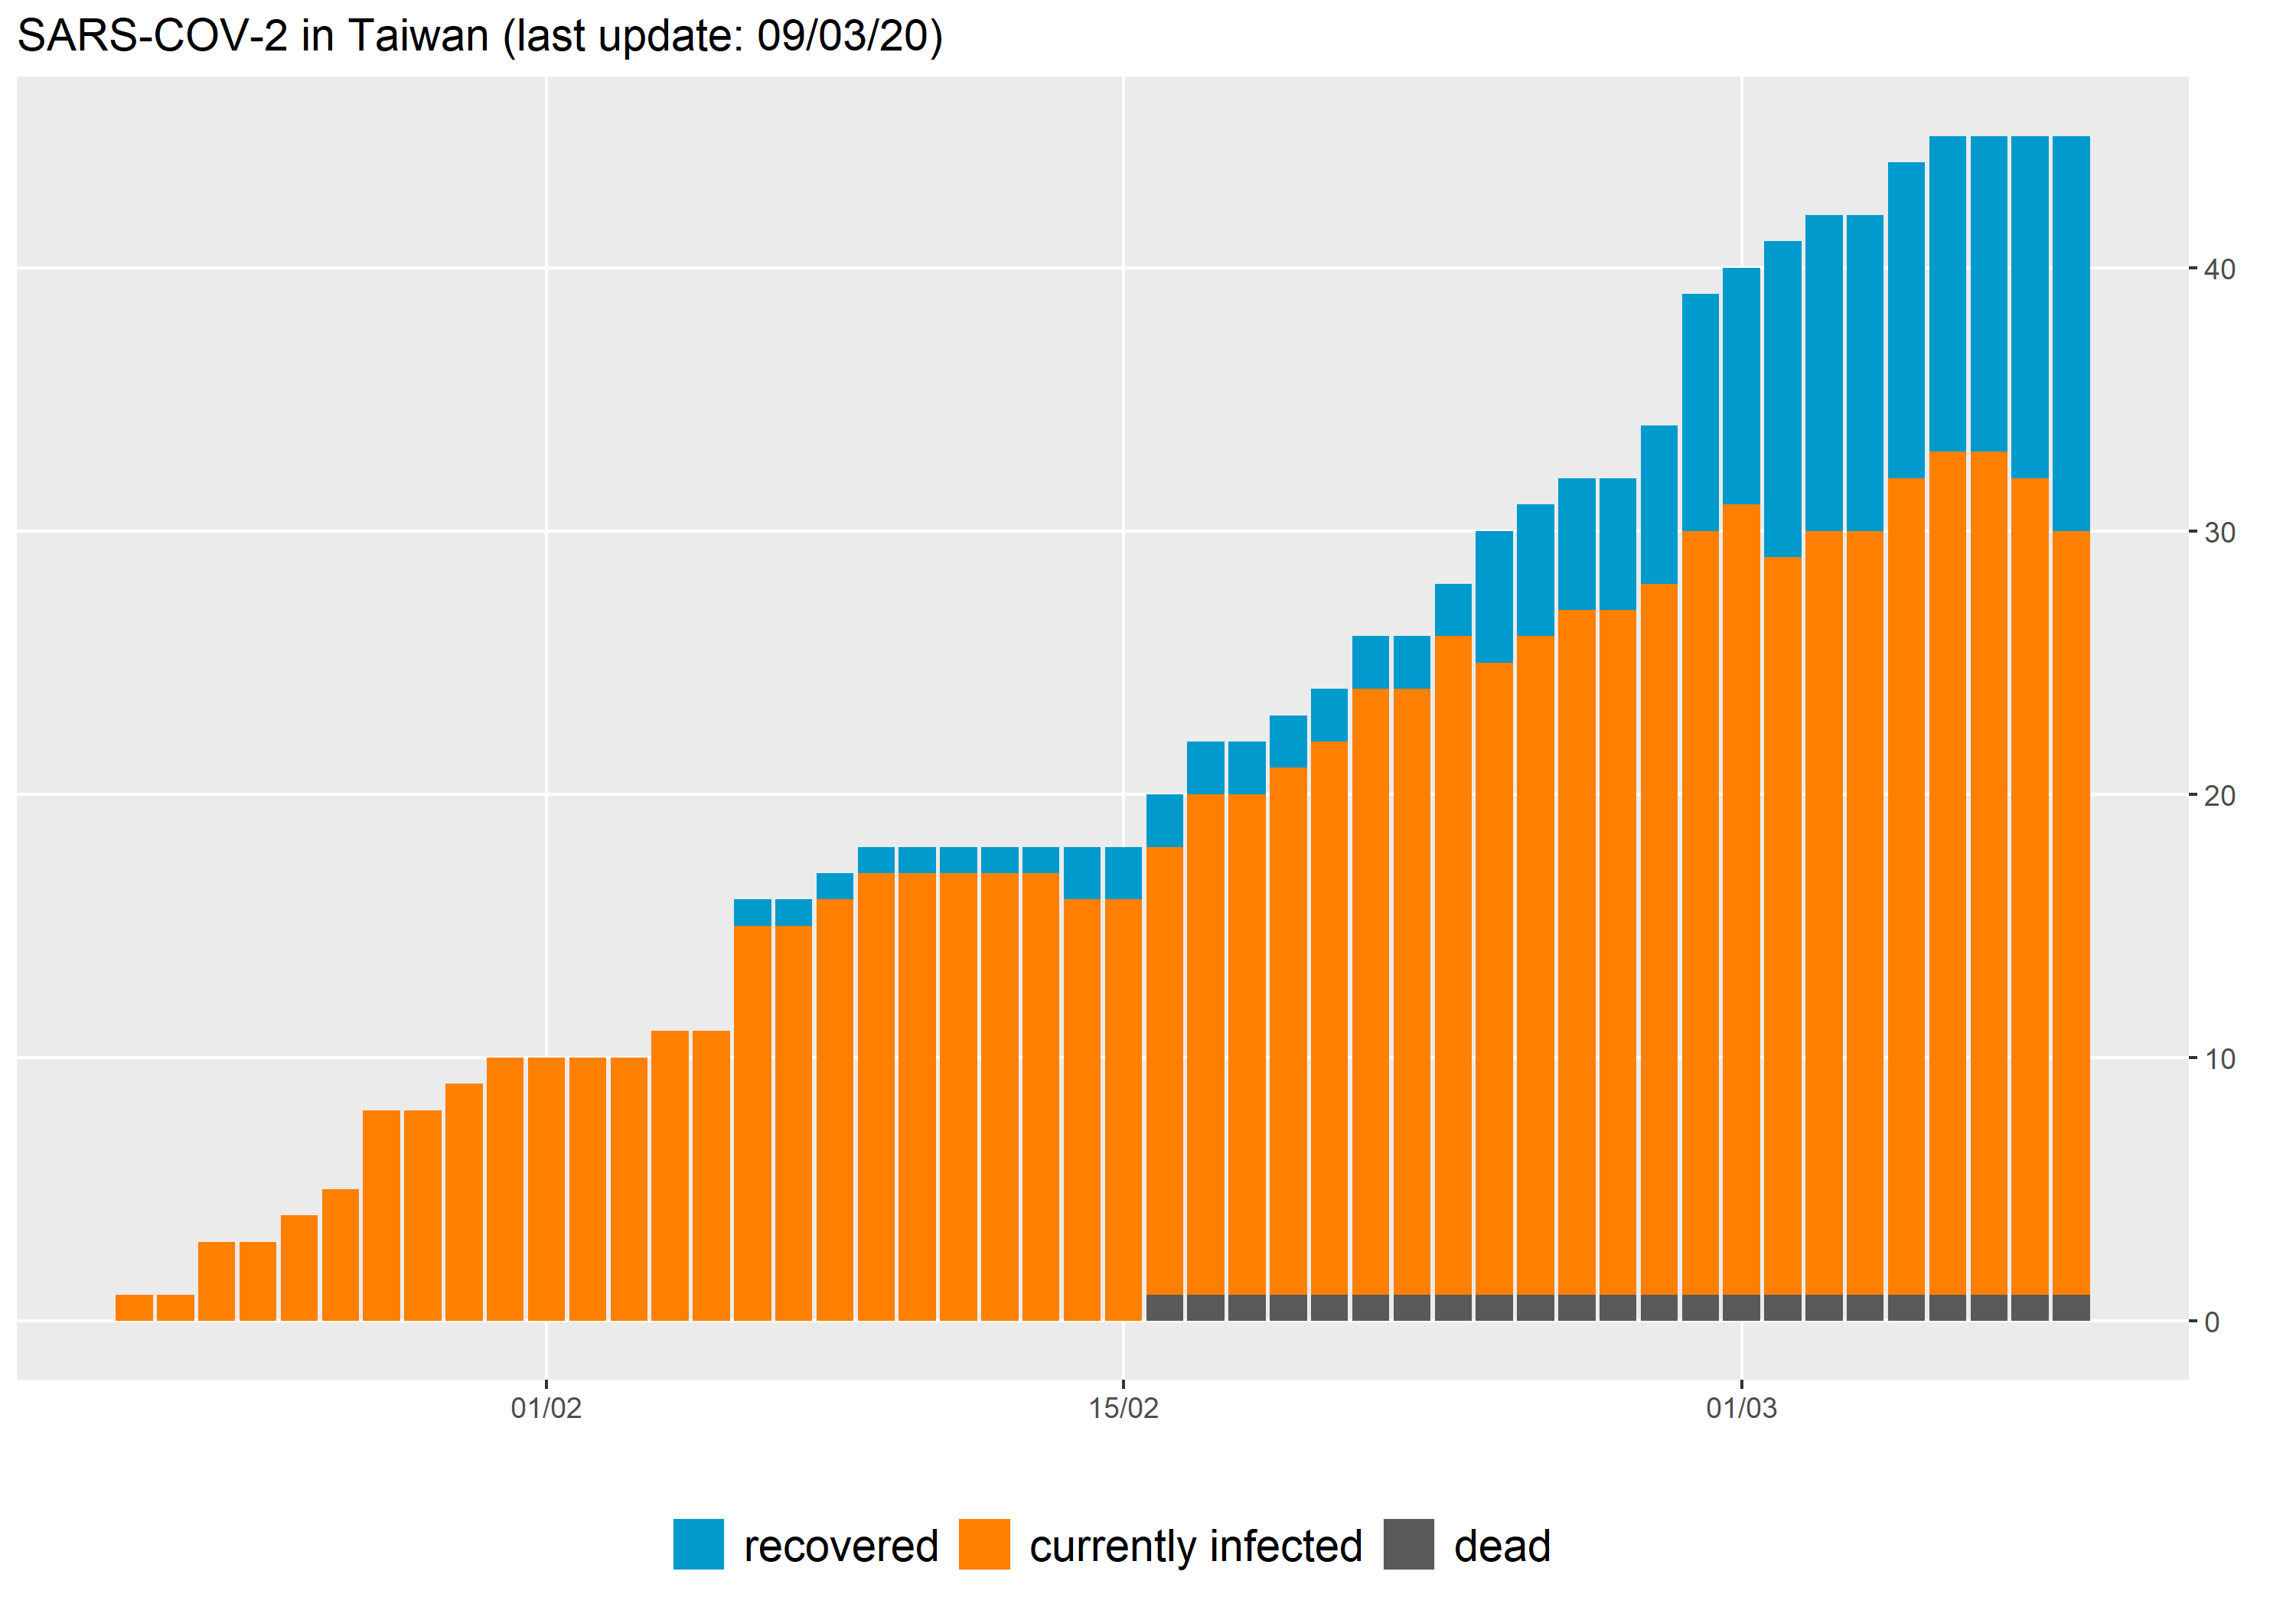 SARS-COV-2 in Taiwan (last update: 09/03/20)
40
30
20
10
0
01/02 15/02 01/03
recovered currently infected dead